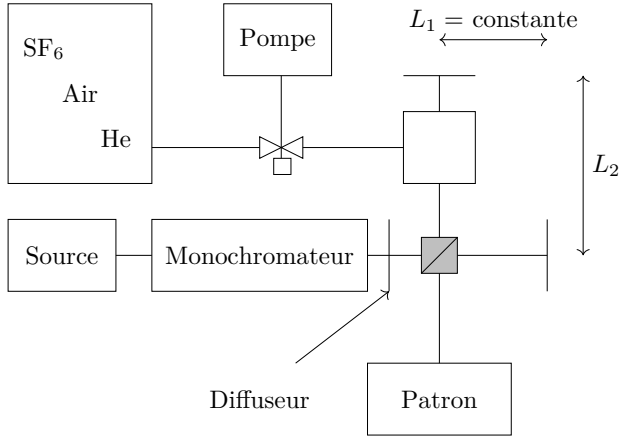 SF₆
Air
He
Pompe
L₁ = constante
L₂
Source
Monochromateur
Diffuseur
Patron